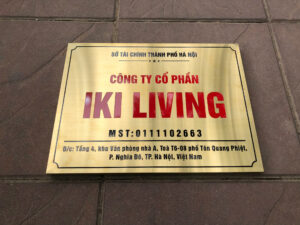 SỞ TÀI CHÍNH THÀNH PHỐ HÀ NỘI
CÔNG TY CỔ PHẦN
IKI LIVING
MST:0111102663
Đ/c: Tầng 4, khu Văn phòng nhà A, Toà T6-08 phố Tôn Quang Phiệt,
P. Nghĩa Đô, TP. Hà Nội, Việt Nam